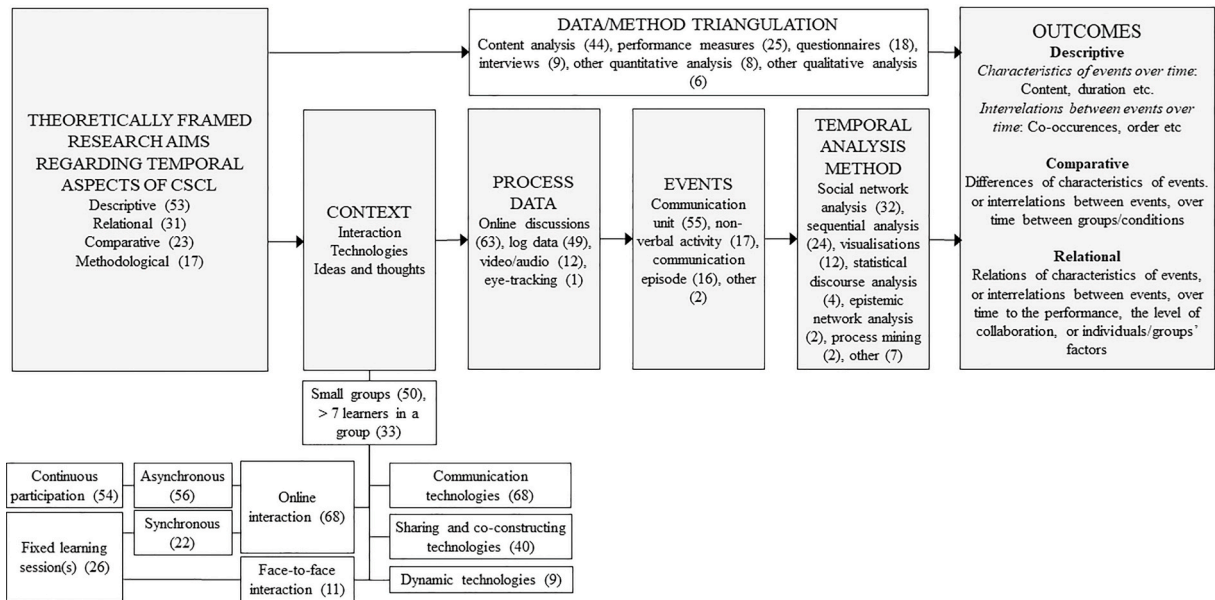 DATA/METHOD TRIANGULATION
Content analysis (44), performance measures (25), questionnaires (18),
interviews (9), other quantitative analysis (8), other qualitative analysis
(6)
THEORETICALLY FRAMED
RESEARCH AIMS
REGARDING TEMPORAL
ASPECTS OF CSCL
Descriptive (53)
Relational (31)
Comparative (23)
Methodological (17)
CONTEXT
Interaction
Technologies
Ideas and thoughts
PROCESS
DATA
Online discussions
(63), log data (49),
video/audio (12),
eye-tracking (1)
EVENTS
Communication
unit (55), non-
verbal activity (17),
communication
episode (16), other
(2)
TEMPORAL
ANALYSIS
METHOD
Social network
analysis (32),
sequential analysis
(24), visualisations
(12), statistical
discourse analysis
(4), epistemic
network analysis
(2), process mining
(2), other (7)
OUTCOMES
Descriptive
Characteristics of events over time:
Content, duration etc.
Interrelations between events over
time: Co-occurences, order etc
Comparative
Differences of characteristics of events.
or interrelations between events, over
time between groups/conditions
Relational
Relations of characteristics of events,
or interrelations between events, over
time to the performance, the level of
collaboration, or individuals/groups’
factors
Small groups (50),
> 7 learners in a
group (33)
Continuous
participation (54)
Asynchronous
(56)
Online
interaction
(68)
Synchronous
(22)
Fixed learning
session(s) (26)
Face-to-face
interaction (11)
Communication
technologies (68)
Sharing and co-constructing
technologies (40)
Dynamic technologies (9)